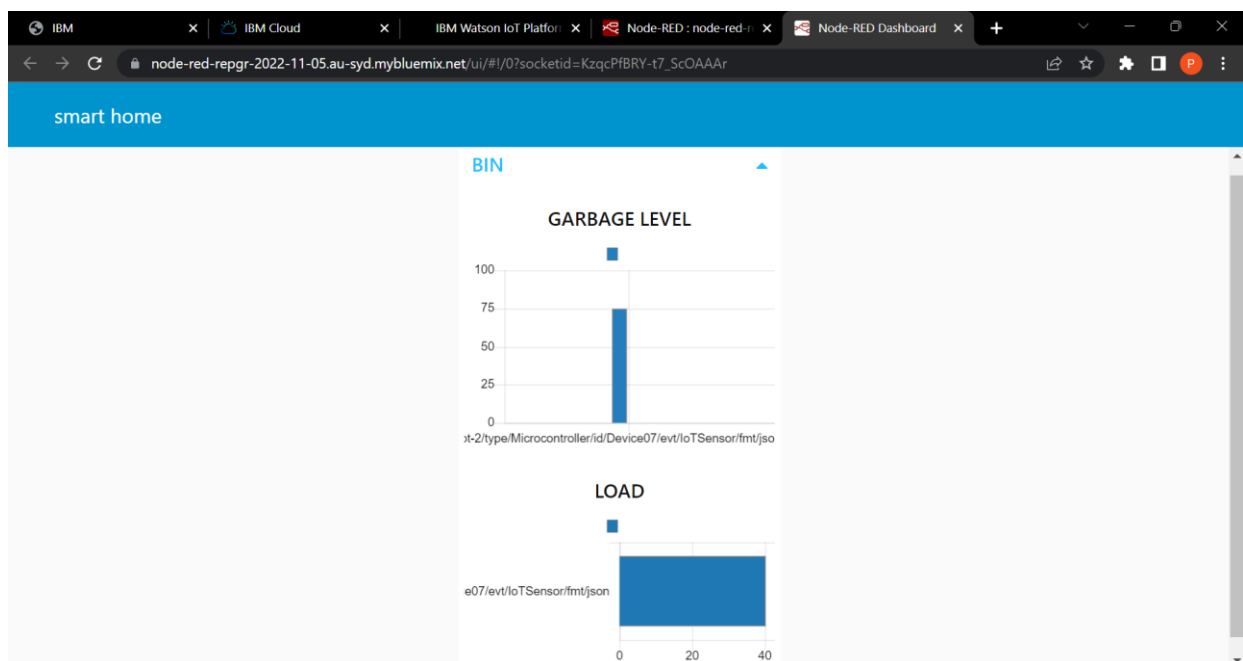 IBM
IBM Cloud
IBM Watson IoT Platfor
Node-RED : node-red-r
Node-RED Dashboard
node-red-repgr-2022-11-05.au-syd.mybluemix.net/ui/#!/0?socketid=KzqcPfBRY-t7_ScOAAAr
P
smart home
BIN
GARBAGE LEVEL
100
75
50
25
0
ot-2/type/Microcontroller/id/Device07/evt/IoTSensor/fmt/jso
LOAD
e07/evt/IoTSensor/fmt/json
0 20 40